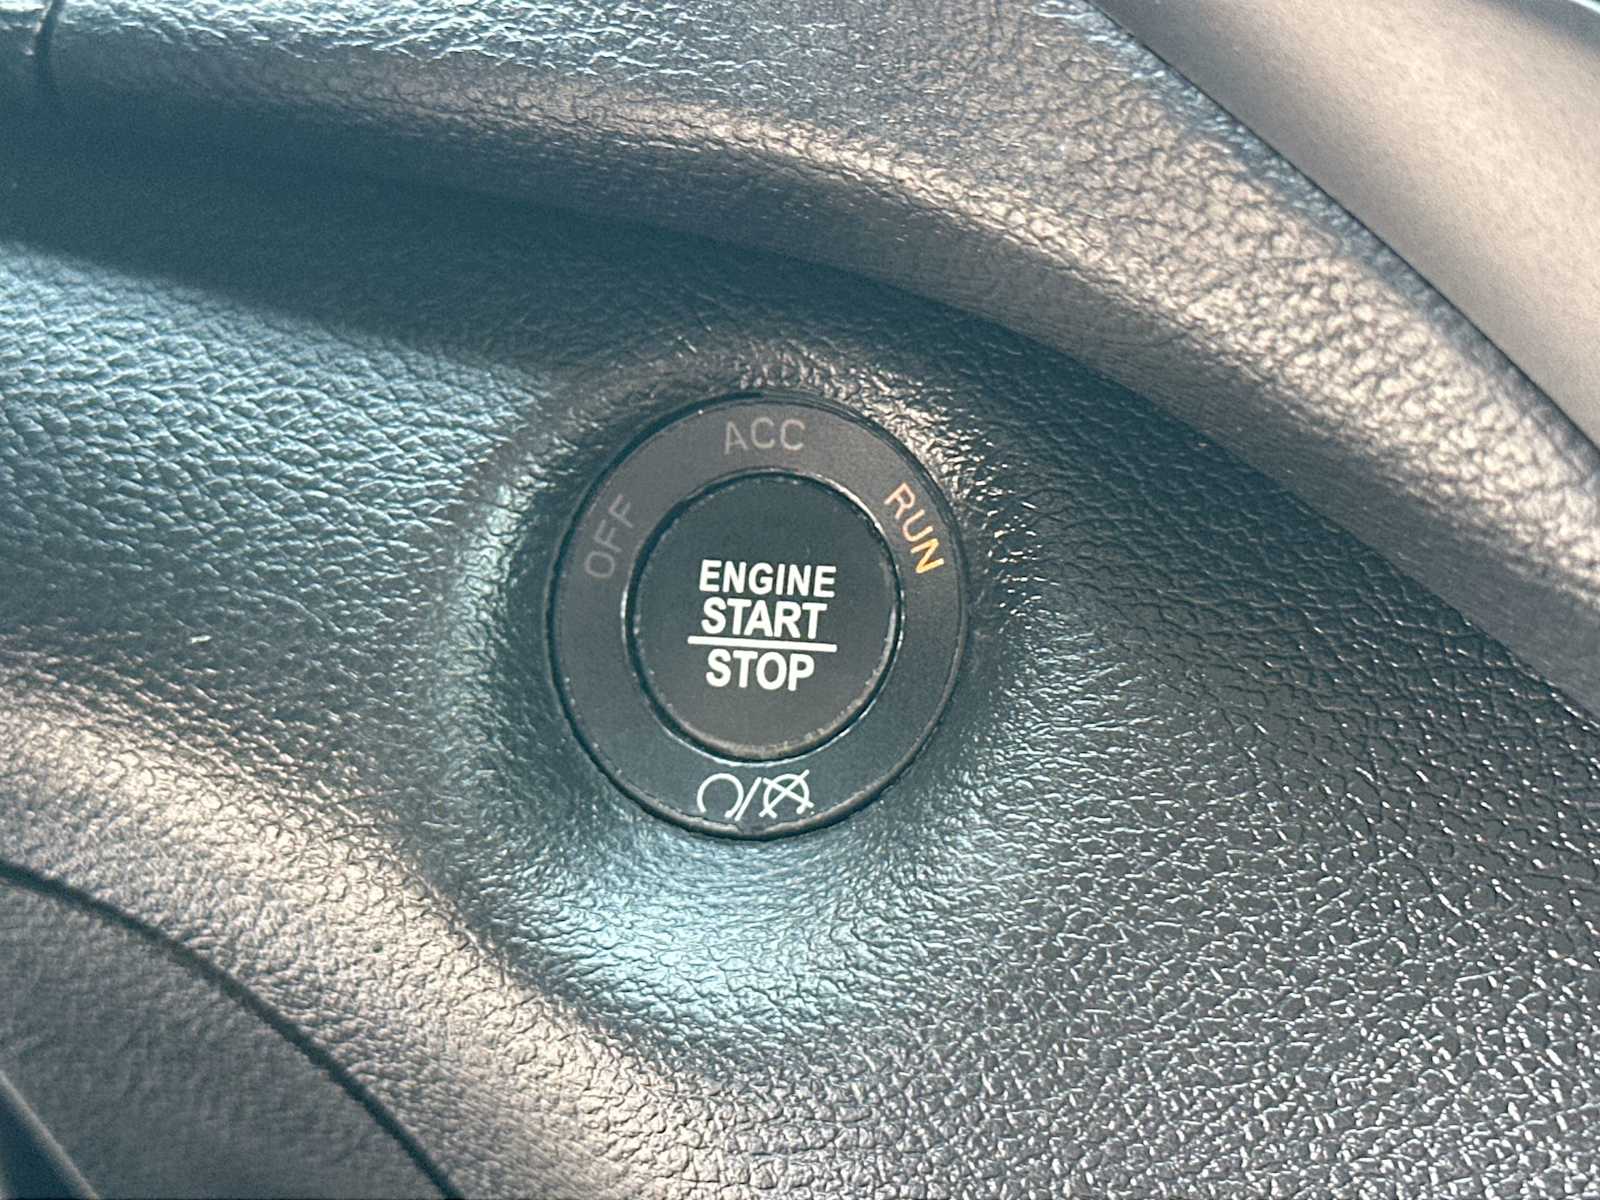 ACC
OFF
RUN
ENGINE
START
STOP